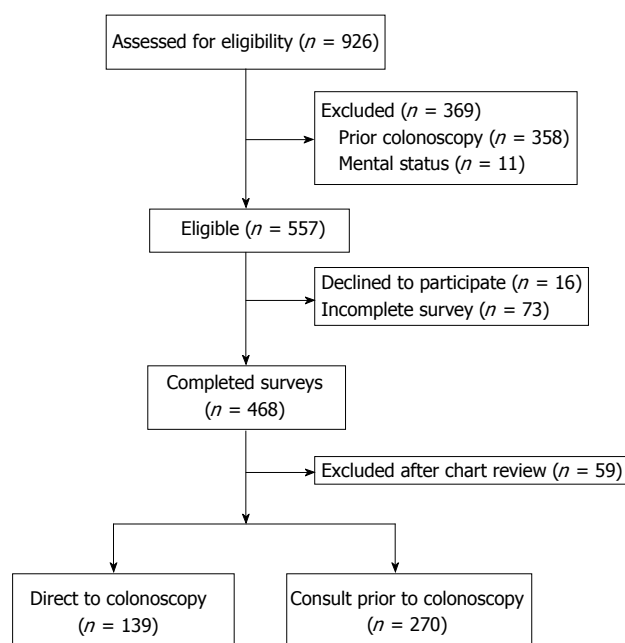 Assessed for eligibility (n = 926)
Excluded (n = 369)
Prior colonoscopy (n = 358)
Mental status (n = 11)
Eligible (n = 557)
Declined to participate (n = 16)
Incomplete survey (n = 73)
Completed surveys
(n = 468)
Excluded after chart review (n = 59)
Direct to colonoscopy
(n = 139)
Consult prior to colonoscopy
(n = 270)